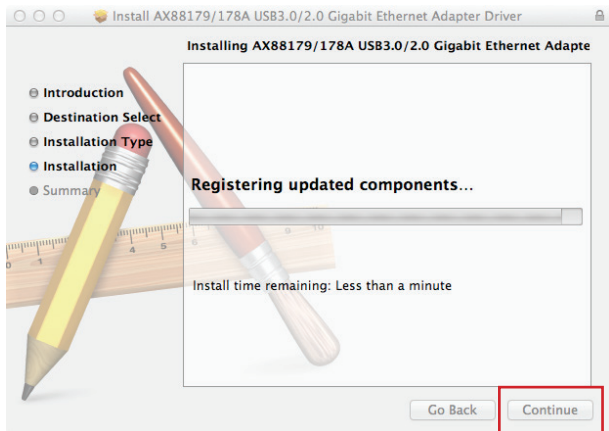 Install AX88179/178A USB3.0/2.0 Gigabit Ethernet Adapter Driver
Installing AX88179/178A USB3.0/2.0 Gigabit Ethernet Adapte
Introduction
Destination Select
Installation Type
Installation
Summary
Registering updated components...
Install time remaining: Less than a minute
Go Back
Continue